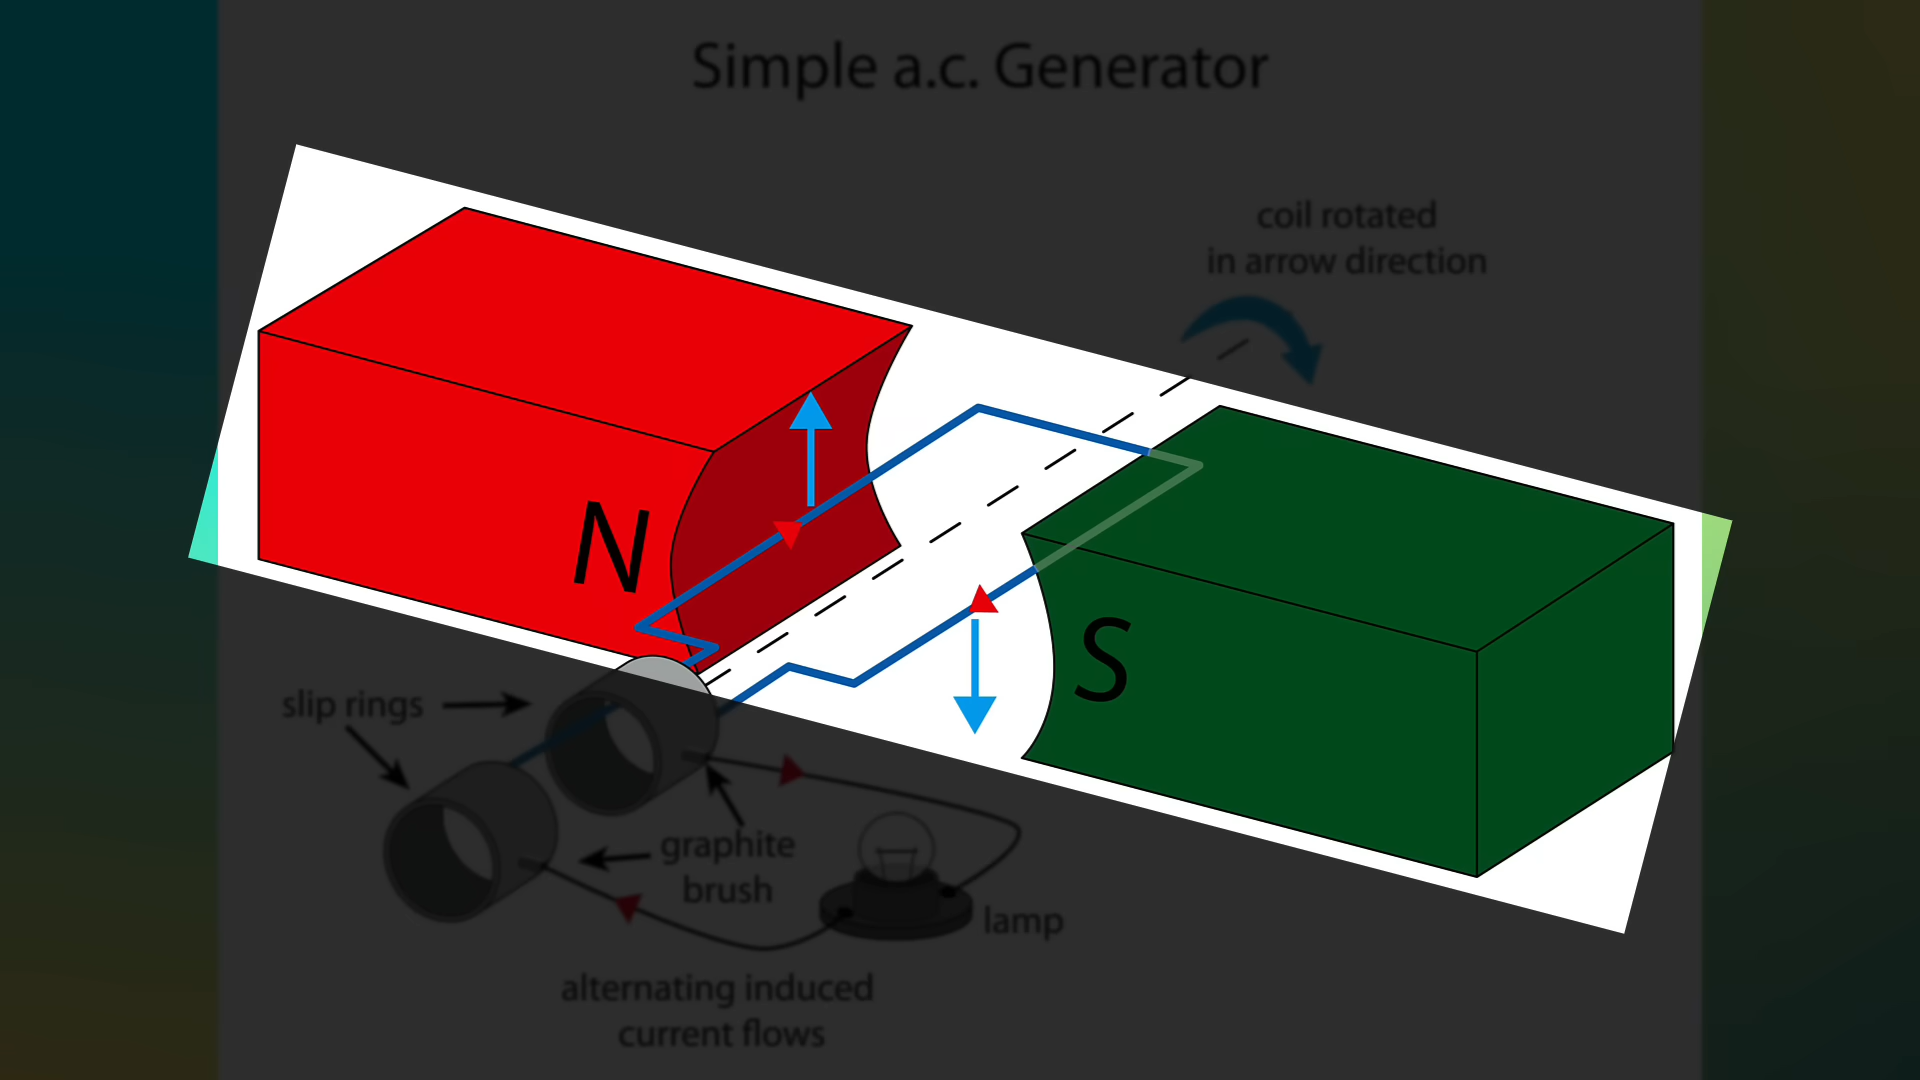 Simple a.c. Generator
coil rotated
in arrow direction
N
S
slip rings
graphite
brush
lamp
alternating induced
current flows